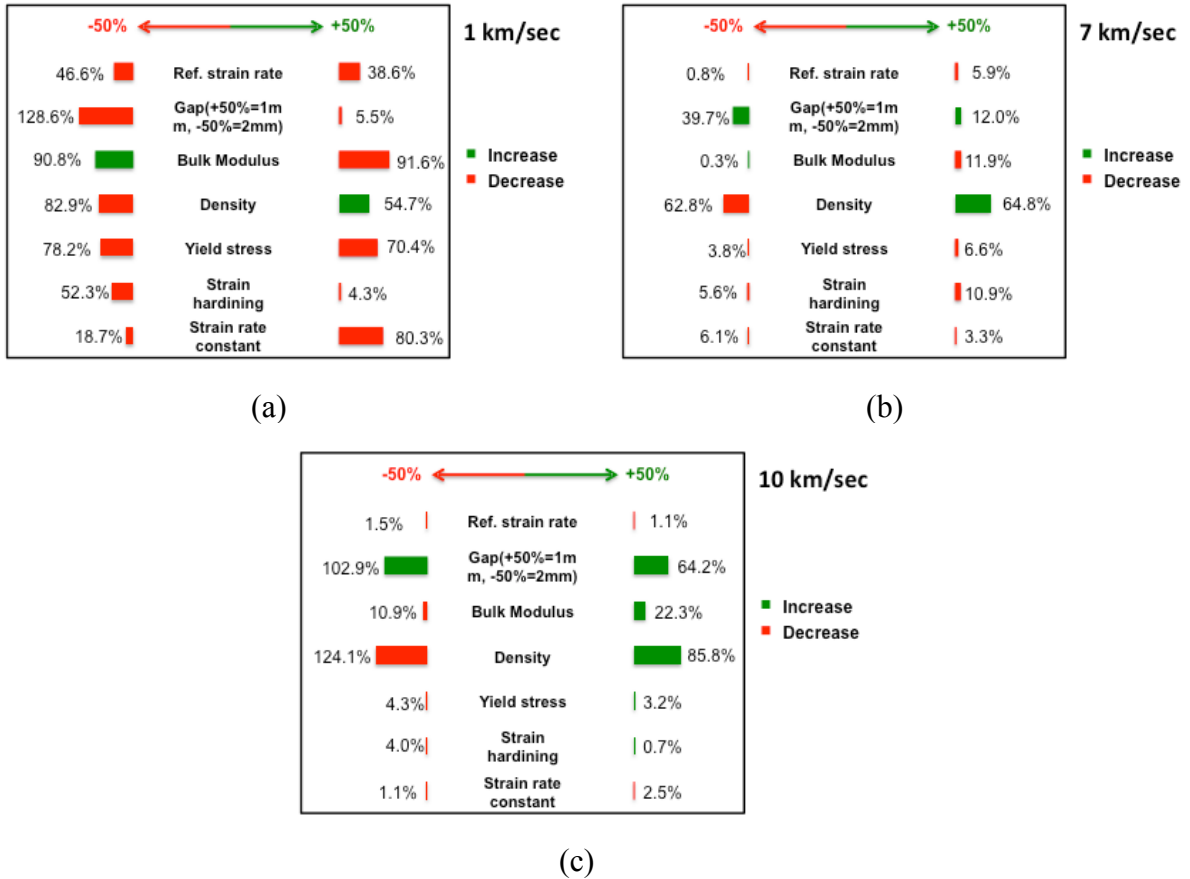 -50% +50% 1 km/sec
46.6% Ref. strain rate 38.6%
128.6% Gap(+50%=1m
m, -50%=2mm) 5.5%
90.8% Bulk Modulus 91.6%
Increase
Decrease
82.9% Density 54.7%
78.2% Yield stress 70.4%
52.3% Strain
hardining 4.3%
18.7% Strain rate
constant 80.3%
(a)
-50% +50% 7 km/sec
0.8% Ref. strain rate 5.9%
39.7% Gap(+50%=1m
m, -50%=2mm) 12.0%
0.3% Bulk Modulus 11.9%
Increase
Decrease
62.8% Density 64.8%
3.8% Yield stress 6.6%
5.6% Strain
hardining 10.9%
6.1% Strain rate
constant 3.3%
(b)
-50% +50% 10 km/sec
1.5% Ref. strain rate 1.1%
102.9% Gap(+50%=1m
m, -50%=2mm) 64.2%
10.9% Bulk Modulus 22.3%
Increase
Decrease
124.1% Density 85.8%
4.3% Yield stress 3.2%
4.0% Strain
hardining 0.7%
1.1% Strain rate
constant 2.5%
(c)